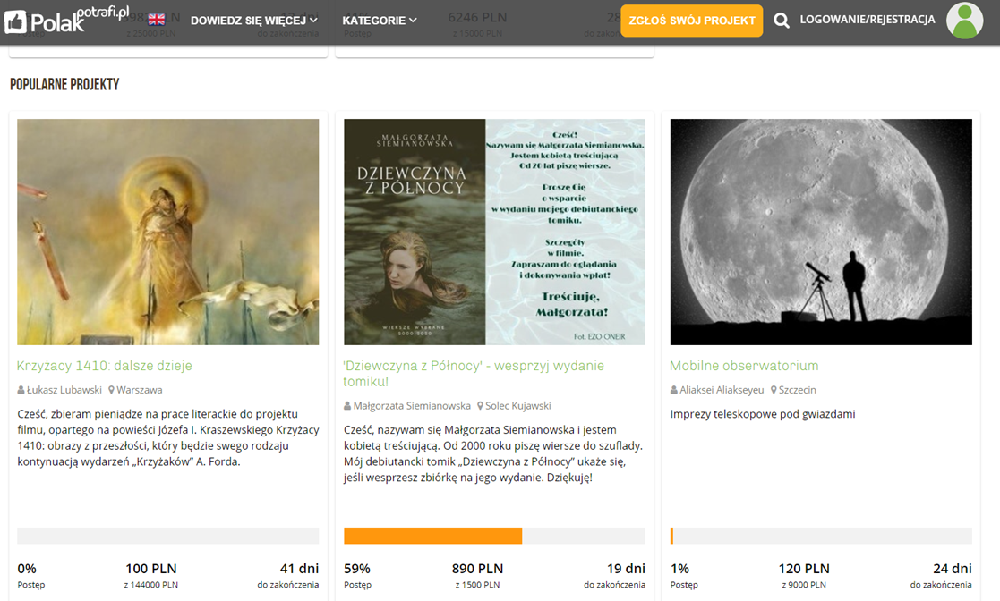 Polak potrafi.pl
DOWIEDZ SIĘ WIĘCEJ
KATEGORIE
ZGŁOŚ SWÓJ PROJEKT
LOGOWANIE/REJESTRACJA
6246 PLN
28
Postęp
z 25000 PLN
do zakończenia
Postęp
z 15000 PLN
do zakończenia
POPULARNE PROJEKTY
MAŁGORZATA
SIEMIANOWSKA
DZIEWCZYNA
Z PÓŁNOCY
WIERSZE WYBRANE
2000/2020
Cześć!
Nazywam się Małgorzata Siemianowska.
Jestem kobietą treściującą
Od 20 lat piszę wiersze.
Proszę Cię
o wsparcie
w wydaniu mojego debiutanckiego
tomiku.
Szczegóły
w filmie.
Zapraszam do oglądania
i dokonywania wpłat!
Treściuję,
Małgorzata!
Fot. EZO ONEIR
Krzyżacy 1410: dalsze dzieje
Łukasz Lubawski Warszawa
Cześć, zbieram pieniądze na prace literackie do projektu
filmu, opartego na powieści Józefa I. Kraszewskiego Krzyżacy
1410: obrazy z przeszłości, który będzie swego rodzaju
kontynuacją wydarzeń „Krzyżaków” A. Forda.
0%
100 PLN
41 dni
Postęp
z 144000 PLN
do zakończenia
'Dziewczyna z Północy' - wesprzyj wydanie
tomiku!
Małgorzata Siemianowska Solec Kujawski
Cześć, nazywam się Małgorzata Siemianowska i jestem
kobietą treściującą. Od 2000 roku piszę wiersze do szuflady.
Mój debiutancki tomik „Dziewczyna z Północy” ukaże się,
jeśli wesprzesz zbiórkę na jego wydanie. Dziękuję!
59%
890 PLN
19 dni
Postęp
z 1500 PLN
do zakończenia
Mobilne obserwatorium
Aliaksei Aliakseyeu Szczecin
Imprezy teleskopowe pod gwiazdami
1%
120 PLN
24 dni
Postęp
z 9000 PLN
do zakończenia